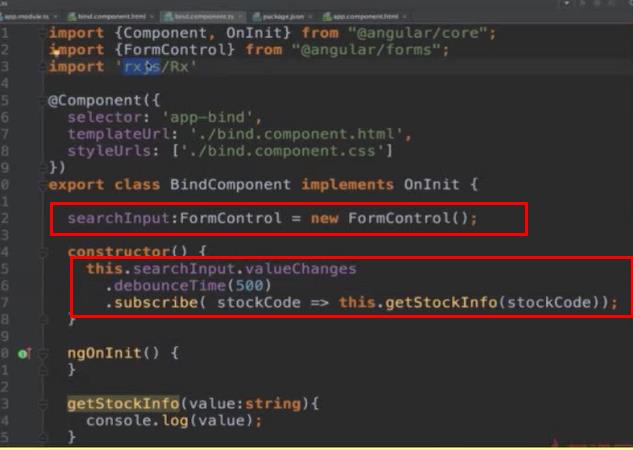 app.module.ts bind.component.html bind.component.ts package.json app.component.html
1 import {Component, OnInit} from "@angular/core";
2 import {FormControl} from "@angular/forms";
3 import 'rxjs/Rx'
4
5 @Component({
6 selector: 'app-bind',
7 templateUrl: './bind.component.html',
8 styleUrls: ['./bind.component.css']
9 })
0 export class BindComponent implements OnInit {
1
2 searchInput:FormControl = new FormControl();
3
4 constructor() {
5 this.searchInput.valueChanges
6 .debounceTime(500)
7 .subscribe( stockCode => this.getStockInfo(stockCode));
8 }
9
0 ngOnInit() {
1 }
2
3 getStockInfo(value:string){
4 console.log(value);
5 }